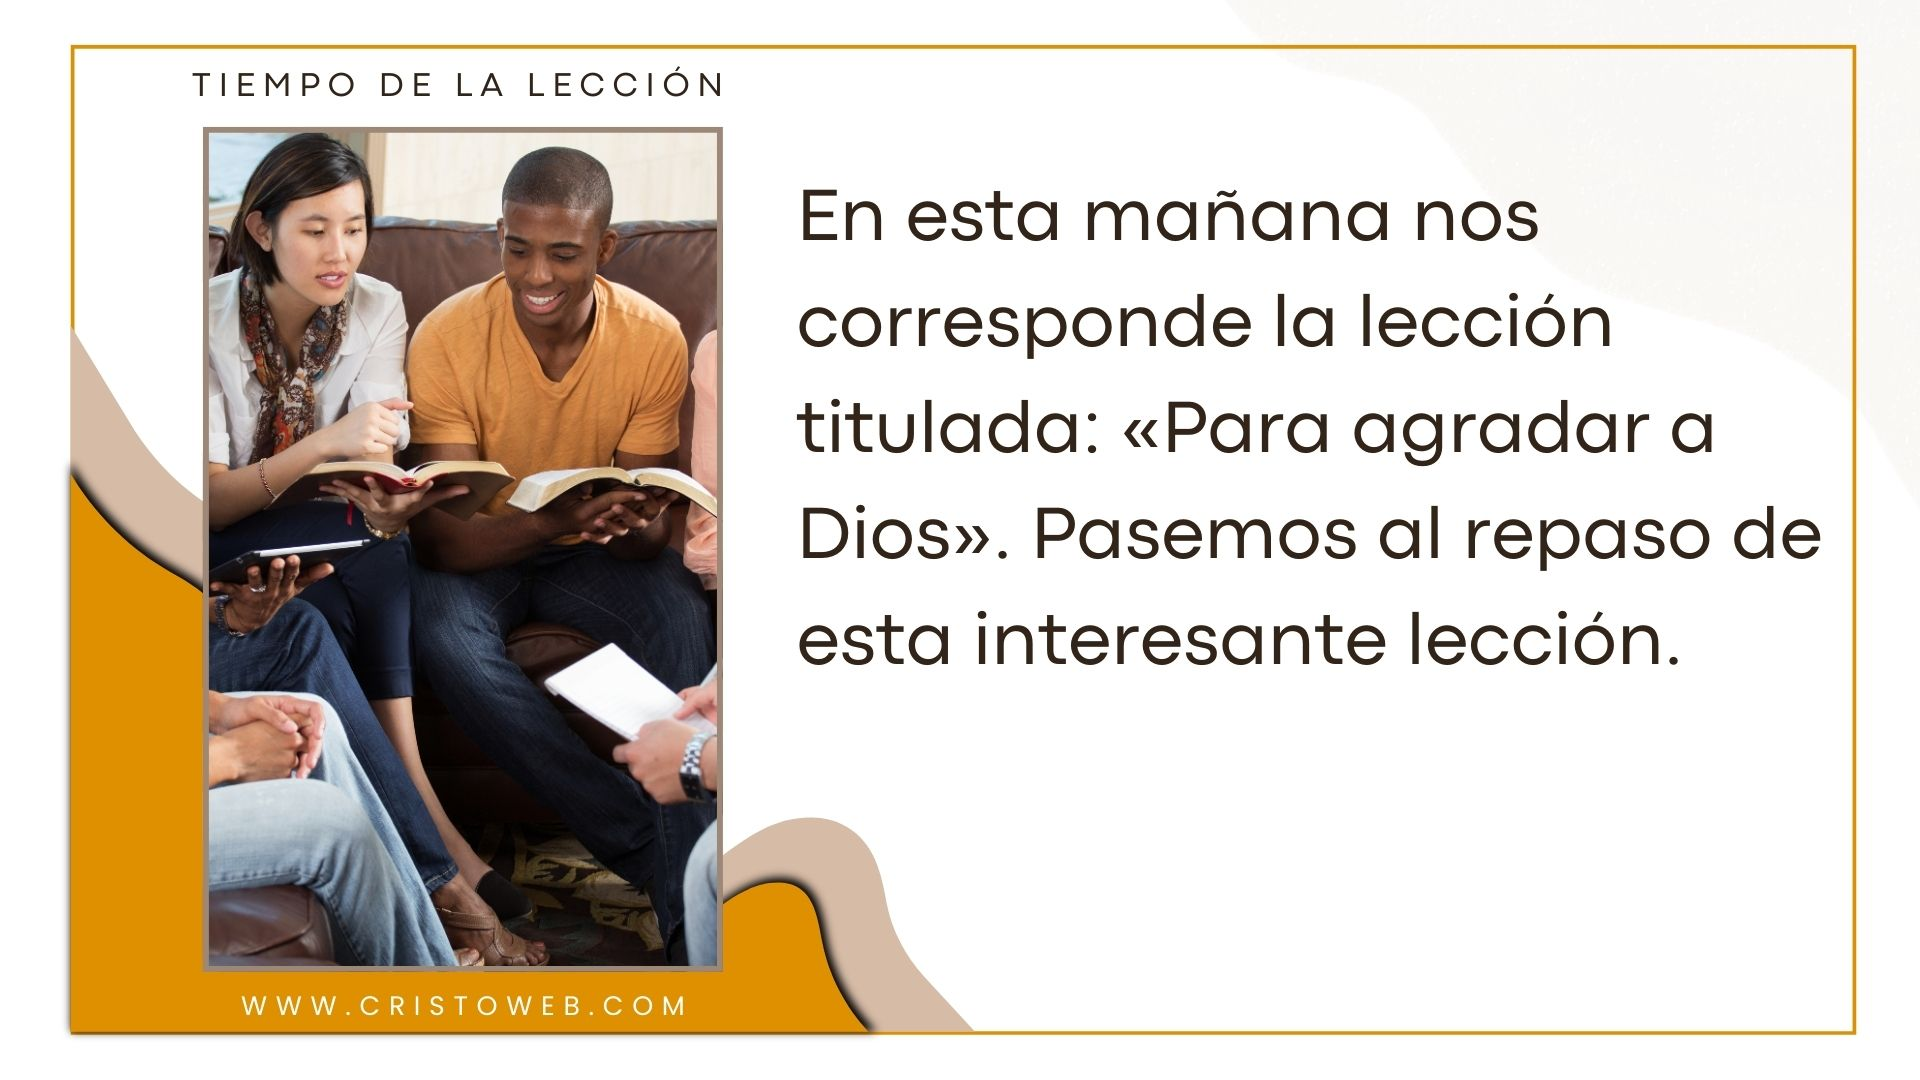 TIEMPO DE LA LECCIÓN
En esta mañana nos
corresponde la lección
titulada: «Para agradar a
Dios». Pasemos al repaso de
esta interesante lección.
WWW.CRISTOWEB.COM